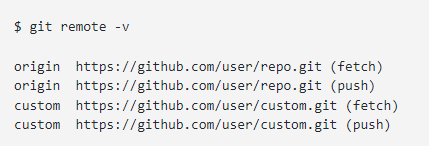 $ git remote -v
origin  https://github.com/user/repo.git (fetch)
origin  https://github.com/user/repo.git (push)
custom  https://github.com/user/custom.git (fetch)
custom  https://github.com/user/custom.git (push)